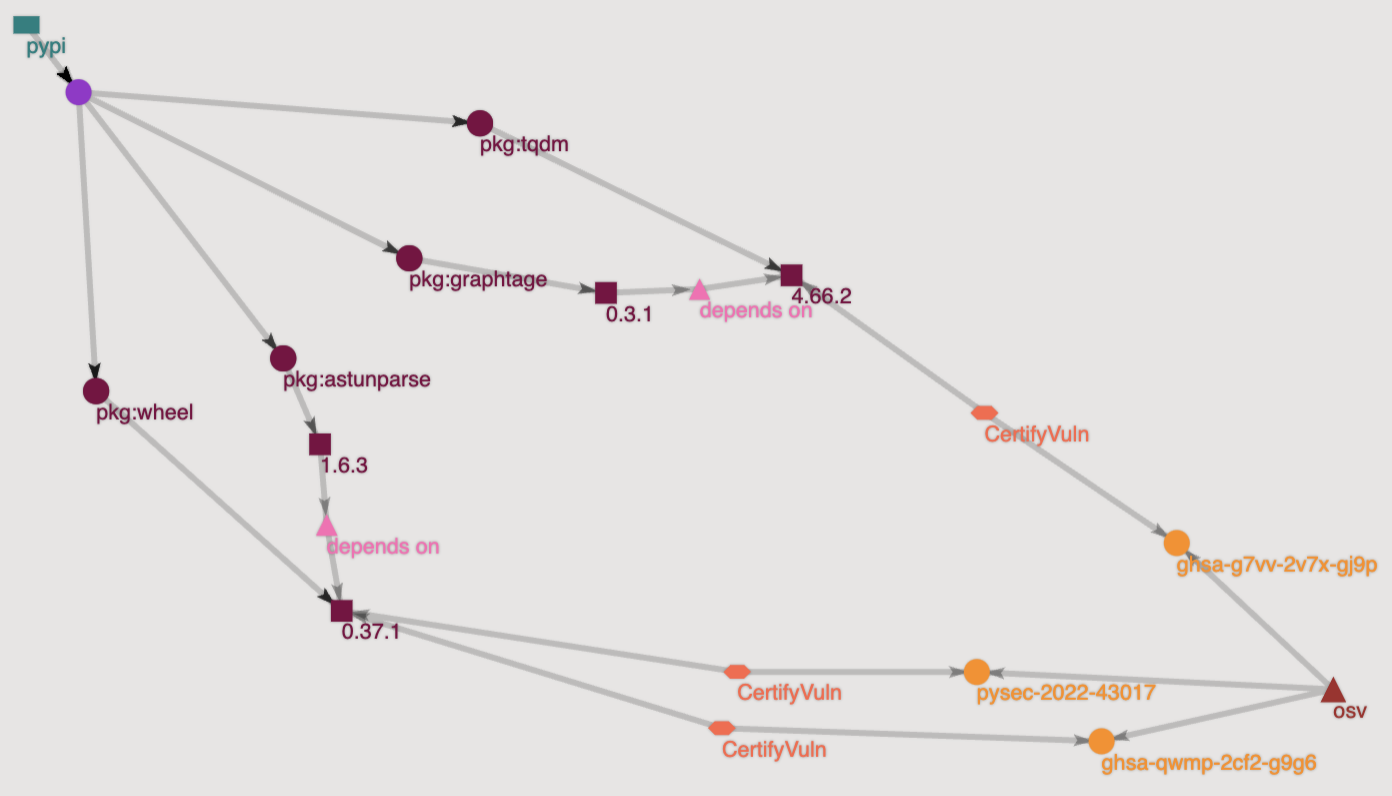 pypi
pkg:tqdm
pkg:graphtage
0.3.1
depends on
4.66.2
pkg:astunparse
pkg:wheel
CertifyVuln
1.6.3
depends on
ghsa-g7vv-2v7x-gj9p
0.37.1
CertifyVuln
pysec-2022-43017
osv
CertifyVuln
ghsa-qwmp-2cf2-g9g6